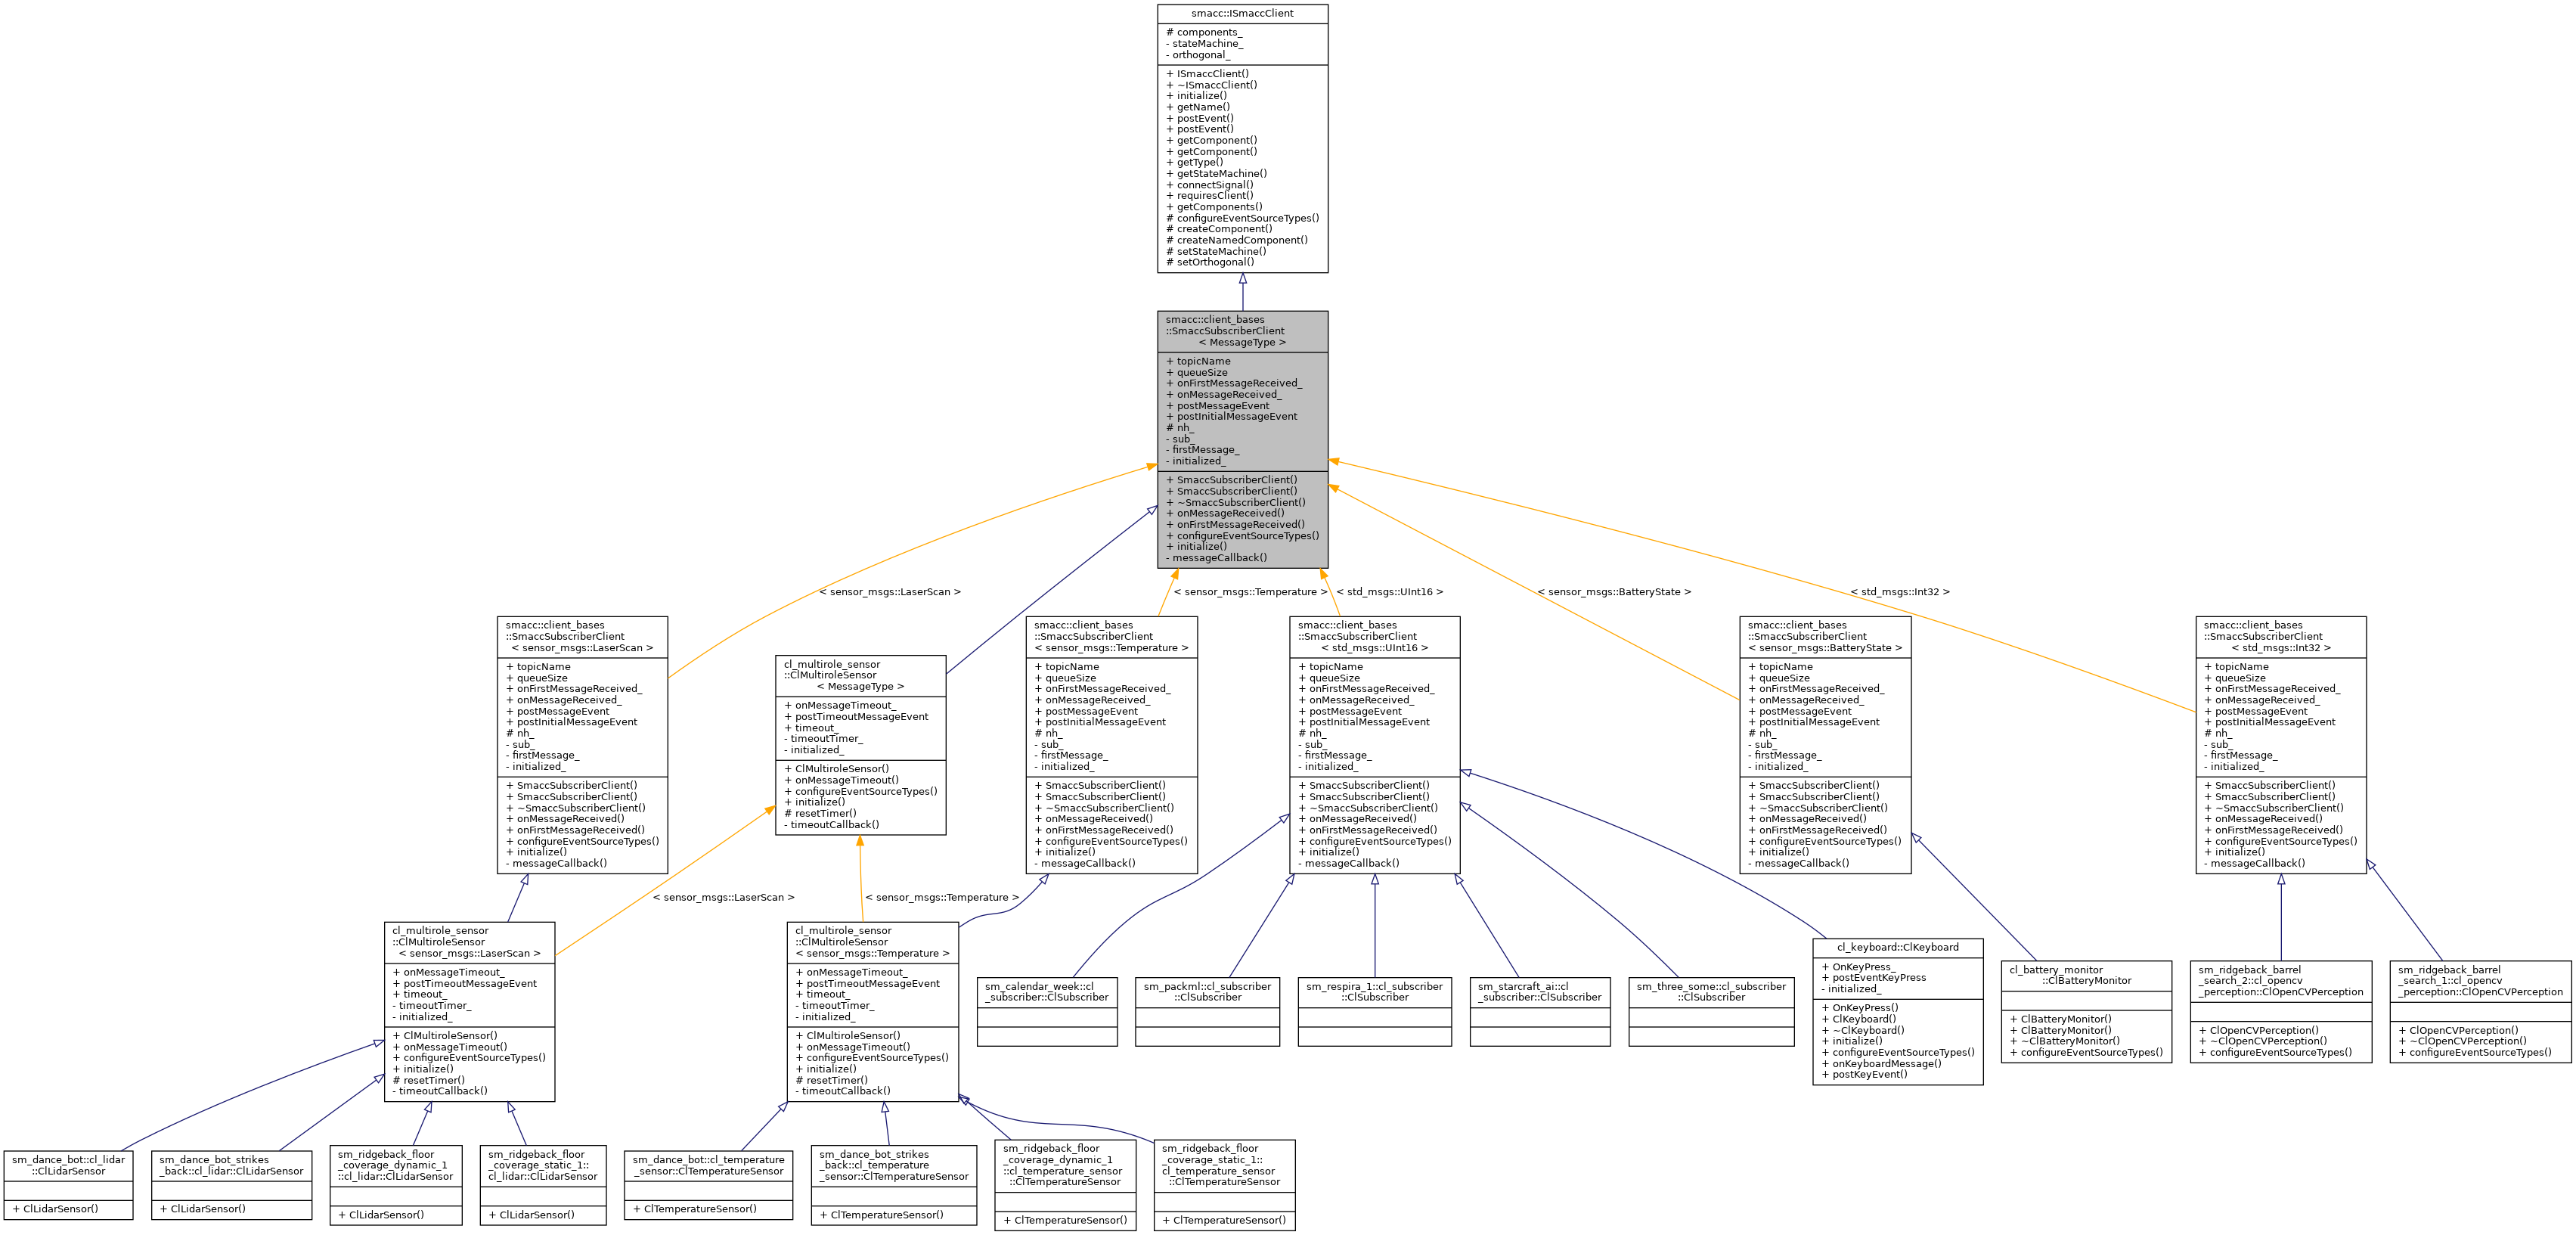 smacc::ISmaccClient
# components_
- stateMachine_
- orthogonal_
+ ISmaccClient()
+ ~ISmaccClient()
+ initialize()
+ getName()
+ postEvent()
+ postEvent()
+ getComponent()
+ getComponent()
+ getType()
+ getStateMachine()
+ connectSignal()
+ requiresClient()
+ getComponents()
# configureEventSourceTypes()
# createComponent()
# createNamedComponent()
# setStateMachine()
# setOrthogonal()
smacc::client_bases
::SmaccSubscriberClient
< MessageType >
+ topicName
+ queueSize
+ onFirstMessageReceived_
+ onMessageReceived_
+ postMessageEvent
+ postInitialMessageEvent
# nh_
- sub_
- firstMessage_
- initialized_
+ SmaccSubscriberClient()
+ SmaccSubscriberClient()
+ ~SmaccSubscriberClient()
+ onMessageReceived()
+ onFirstMessageReceived()
+ configureEventSourceTypes()
+ initialize()
- messageCallback()
< sensor_msgs::LaserScan >
< sensor_msgs::Temperature >
< std_msgs::UInt16 >
< sensor_msgs::BatteryState >
< std_msgs::Int32 >
smacc::client_bases
::SmaccSubscriberClient
< sensor_msgs::LaserScan >
+ topicName
+ queueSize
+ onFirstMessageReceived_
+ onMessageReceived_
+ postMessageEvent
+ postInitialMessageEvent
# nh_
- sub_
- firstMessage_
- initialized_
+ SmaccSubscriberClient()
+ SmaccSubscriberClient()
+ ~SmaccSubscriberClient()
+ onMessageReceived()
+ onFirstMessageReceived()
+ configureEventSourceTypes()
+ initialize()
- messageCallback()
cl_multirole_sensor
::ClMultiroleSensor
< MessageType >
+ onMessageTimeout_
+ postTimeoutMessageEvent
+ timeout_
- timeoutTimer_
- initialized_
+ ClMultiroleSensor()
+ onMessageTimeout()
+ configureEventSourceTypes()
+ initialize()
# resetTimer()
- timeoutCallback()
smacc::client_bases
::SmaccSubscriberClient
< sensor_msgs::Temperature >
+ topicName
+ queueSize
+ onFirstMessageReceived_
+ onMessageReceived_
+ postMessageEvent
+ postInitialMessageEvent
# nh_
- sub_
- firstMessage_
- initialized_
+ SmaccSubscriberClient()
+ SmaccSubscriberClient()
+ ~SmaccSubscriberClient()
+ onMessageReceived()
+ onFirstMessageReceived()
+ configureEventSourceTypes()
+ initialize()
- messageCallback()
smacc::client_bases
::SmaccSubscriberClient
< std_msgs::UInt16 >
+ topicName
+ queueSize
+ onFirstMessageReceived_
+ onMessageReceived_
+ postMessageEvent
+ postInitialMessageEvent
# nh_
- sub_
- firstMessage_
- initialized_
+ SmaccSubscriberClient()
+ SmaccSubscriberClient()
+ ~SmaccSubscriberClient()
+ onMessageReceived()
+ onFirstMessageReceived()
+ configureEventSourceTypes()
+ initialize()
- messageCallback()
smacc::client_bases
::SmaccSubscriberClient
< sensor_msgs::BatteryState >
+ topicName
+ queueSize
+ onFirstMessageReceived_
+ onMessageReceived_
+ postMessageEvent
+ postInitialMessageEvent
# nh_
- sub_
- firstMessage_
- initialized_
+ SmaccSubscriberClient()
+ SmaccSubscriberClient()
+ ~SmaccSubscriberClient()
+ onMessageReceived()
+ onFirstMessageReceived()
+ configureEventSourceTypes()
+ initialize()
- messageCallback()
smacc::client_bases
::SmaccSubscriberClient
< std_msgs::Int32 >
+ topicName
+ queueSize
+ onFirstMessageReceived_
+ onMessageReceived_
+ postMessageEvent
+ postInitialMessageEvent
# nh_
- sub_
- firstMessage_
- initialized_
+ SmaccSubscriberClient()
+ SmaccSubscriberClient()
+ ~SmaccSubscriberClient()
+ onMessageReceived()
+ onFirstMessageReceived()
+ configureEventSourceTypes()
+ initialize()
- messageCallback()
< sensor_msgs::LaserScan >
< sensor_msgs::Temperature >
cl_multirole_sensor
::ClMultiroleSensor
< sensor_msgs::LaserScan >
+ onMessageTimeout_
+ postTimeoutMessageEvent
+ timeout_
- timeoutTimer_
- initialized_
+ ClMultiroleSensor()
+ onMessageTimeout()
+ configureEventSourceTypes()
+ initialize()
# resetTimer()
- timeoutCallback()
cl_multirole_sensor
::ClMultiroleSensor
< sensor_msgs::Temperature >
+ onMessageTimeout_
+ postTimeoutMessageEvent
+ timeout_
- timeoutTimer_
- initialized_
+ ClMultiroleSensor()
+ onMessageTimeout()
+ configureEventSourceTypes()
+ initialize()
# resetTimer()
- timeoutCallback()
sm_calendar_week::cl
_subscriber::ClSubscriber
sm_packml::cl_subscriber
::ClSubscriber
sm_respira_1::cl_subscriber
::ClSubscriber
sm_starcraft_ai::cl
_subscriber::ClSubscriber
sm_three_some::cl_subscriber
::ClSubscriber
cl_keyboard::ClKeyboard
+ OnKeyPress_
+ postEventKeyPress
- initialized_
+ OnKeyPress()
+ ClKeyboard()
+ ~ClKeyboard()
+ initialize()
+ configureEventSourceTypes()
+ onKeyboardMessage()
+ postKeyEvent()
cl_battery_monitor
::ClBatteryMonitor
+ ClBatteryMonitor()
+ ClBatteryMonitor()
+ ~ClBatteryMonitor()
+ configureEventSourceTypes()
sm_ridgeback_barrel
_search_2::cl_opencv
_perception::ClOpenCVPerception
+ ClOpenCVPerception()
+ ~ClOpenCVPerception()
+ configureEventSourceTypes()
sm_ridgeback_barrel
_search_1::cl_opencv
_perception::ClOpenCVPerception
+ ClOpenCVPerception()
+ ~ClOpenCVPerception()
+ configureEventSourceTypes()
sm_dance_bot::cl_lidar
::ClLidarSensor
+ ClLidarSensor()
sm_dance_bot_strikes
_back::cl_lidar::ClLidarSensor
+ ClLidarSensor()
sm_ridgeback_floor
_coverage_dynamic_1
::cl_lidar::ClLidarSensor
+ ClLidarSensor()
sm_ridgeback_floor
_coverage_static_1::
cl_lidar::ClLidarSensor
+ ClLidarSensor()
sm_dance_bot::cl_temperature
_sensor::ClTemperatureSensor
+ ClTemperatureSensor()
sm_dance_bot_strikes
_back::cl_temperature
_sensor::ClTemperatureSensor
+ ClTemperatureSensor()
sm_ridgeback_floor
_coverage_dynamic_1
::cl_temperature_sensor
::ClTemperatureSensor
+ ClTemperatureSensor()
sm_ridgeback_floor
_coverage_static_1::
cl_temperature_sensor
::ClTemperatureSensor
+ ClTemperatureSensor()